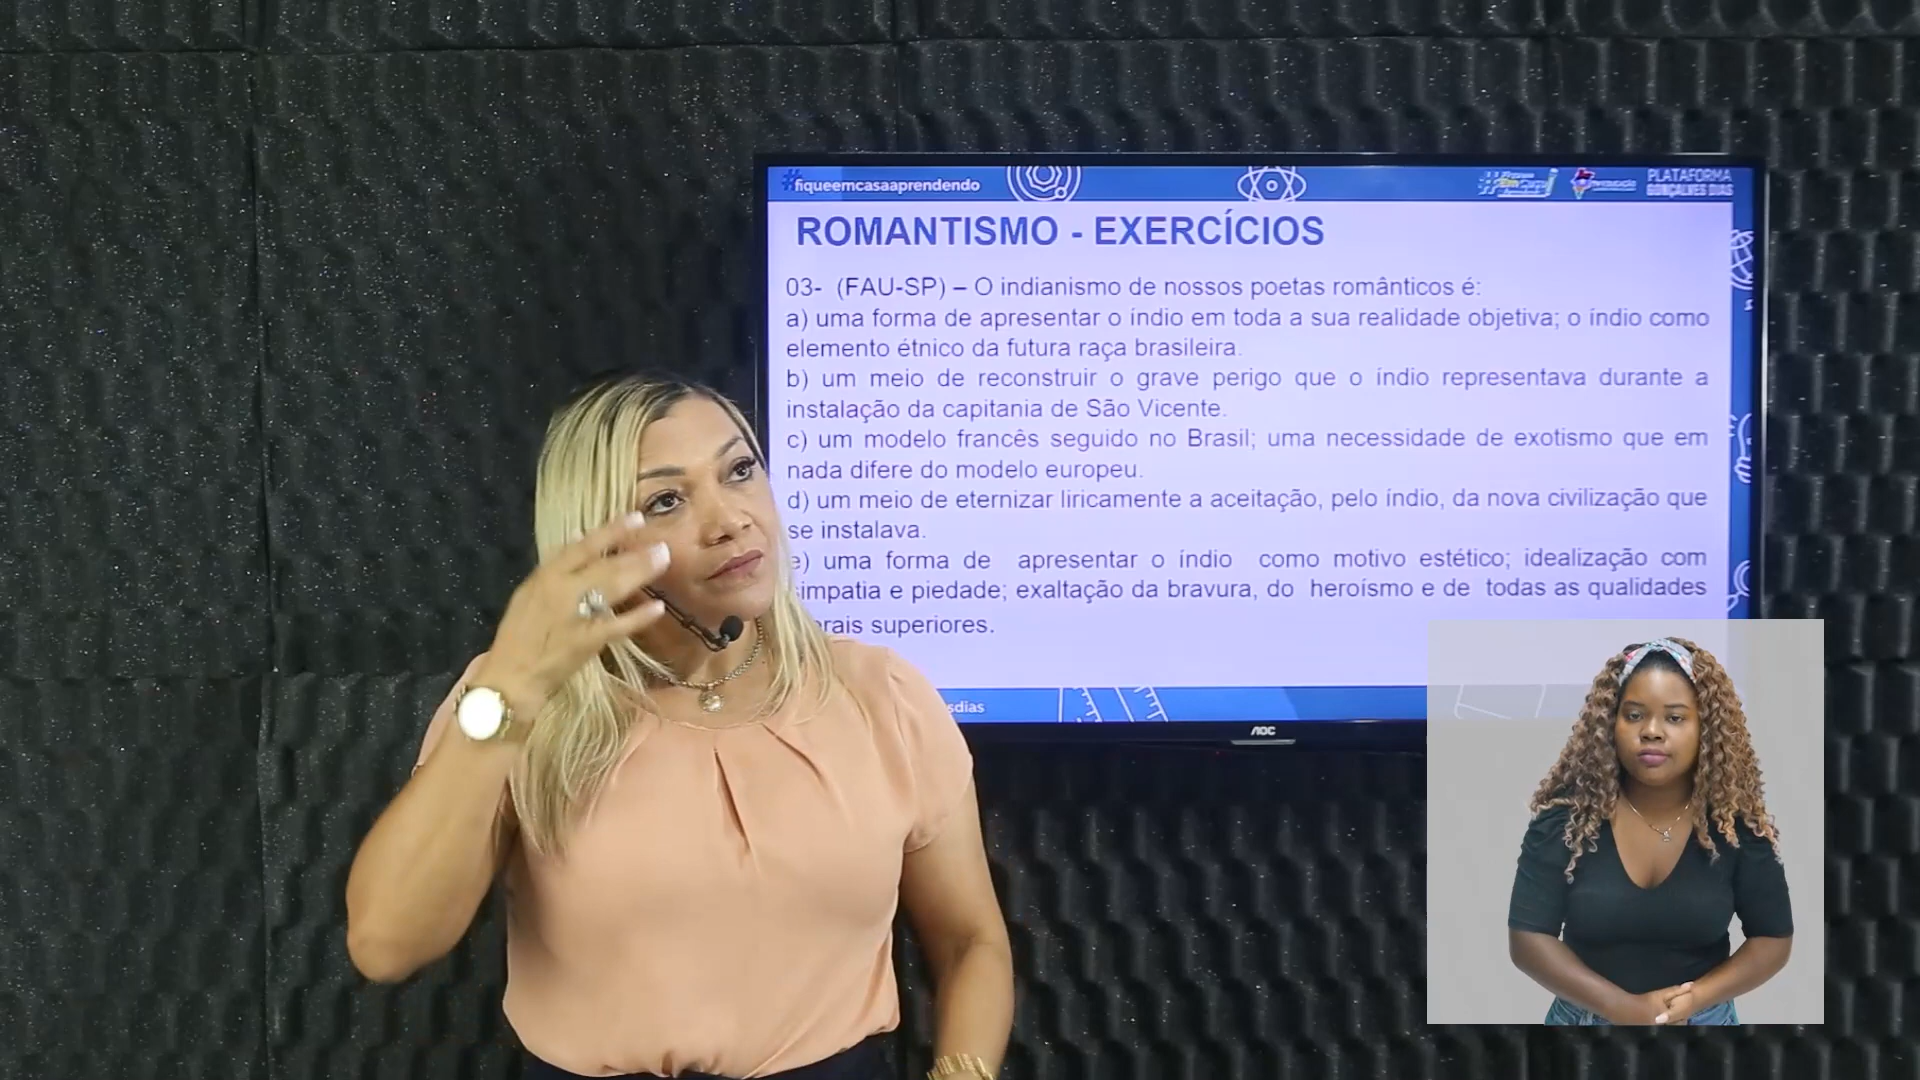 #fiqueemcasaaprendendo
PLATAFORMA
GONÇALVES DIAS
ROMANTISMO - EXERCÍCIOS
03- (FAU-SP) – O indianismo de nossos poetas românticos é:
a) uma forma de apresentar o índio em toda a sua realidade objetiva; o índio como
elemento étnico da futura raça brasileira.
b) um meio de reconstruir o grave perigo que o índio representava durante a
instalação da capitania de São Vicente.
c) um modelo francês seguido no Brasil; uma necessidade de exotismo que em
nada difere do modelo europeu.
d) um meio de eternizar liricamente a aceitação, pelo índio, da nova civilização que
se instalava.
e) uma forma de apresentar o índio como motivo estético; idealização com
simpatia e piedade; exaltação da bravura, do heroísmo e de todas as qualidades
orais superiores.
sdias
AOC